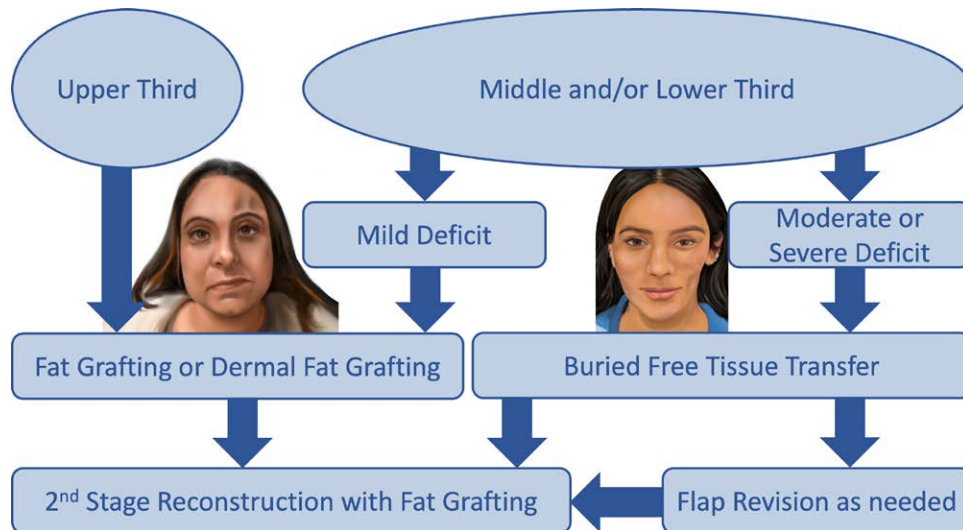 Upper Third
Middle and/or Lower Third
Mild Deficit
Moderate or
Severe Deficit
Fat Grafting or Dermal Fat Grafting
Buried Free Tissue Transfer
2nd Stage Reconstruction with Fat Grafting
Flap Revision as needed